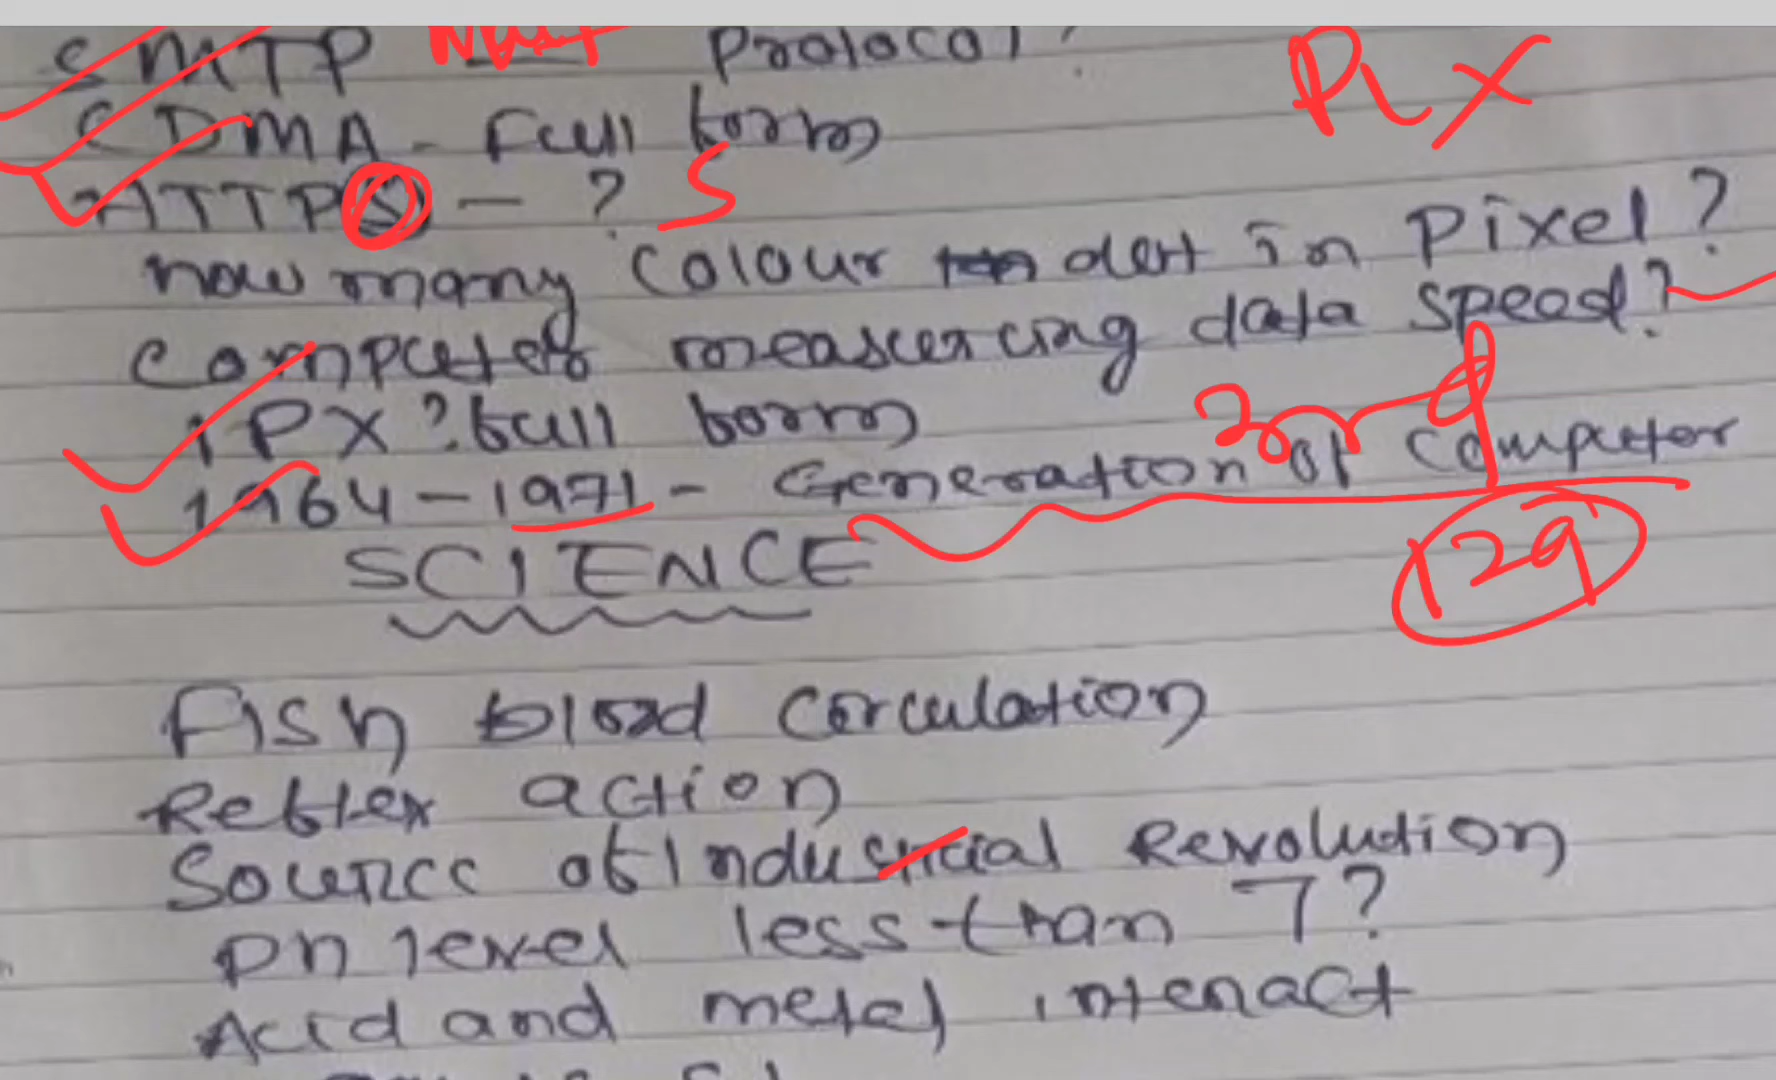 SMTP Must Protocol? PLX
CDMA - Full form
HTTPS - ? S
how many Colour dot in Pixel?
Computer measuring data speed?
IPX ? full form 3rd
1964-1971 - Generation of Computer
SCIENCE 129
Fish blood Circulation
Reflex action
Source of Industrial Revolution
PH level less than 7?
Acid and metal interact